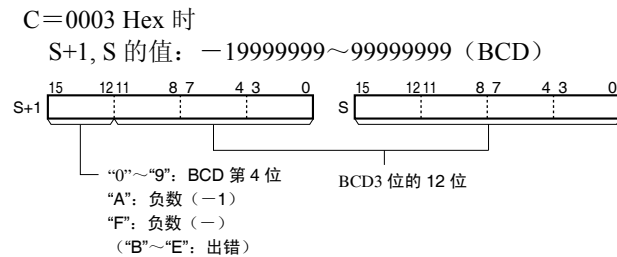 C＝0003 Hex 时
S+1, S 的值：－19999999～99999999（BCD）
15 12 11 8 7 4 3 0 15 12 11 8 7 4 3 0
S+1 S
“0”～“9”：BCD 第 4 位 BCD3 位的 12 位
“A”：负数（－1）
“F”：负数（－）
（“B”～“E”：出错）